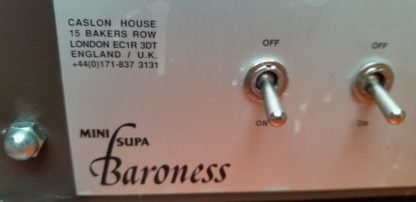 CASLON HOUSE
15 BAKERS ROW
LONDON EC1R 3DT
ENGLAND / U.K.
+44(0)171-837 3131
OFF
OFF
ON
ON
MINI SUPA
Baroness